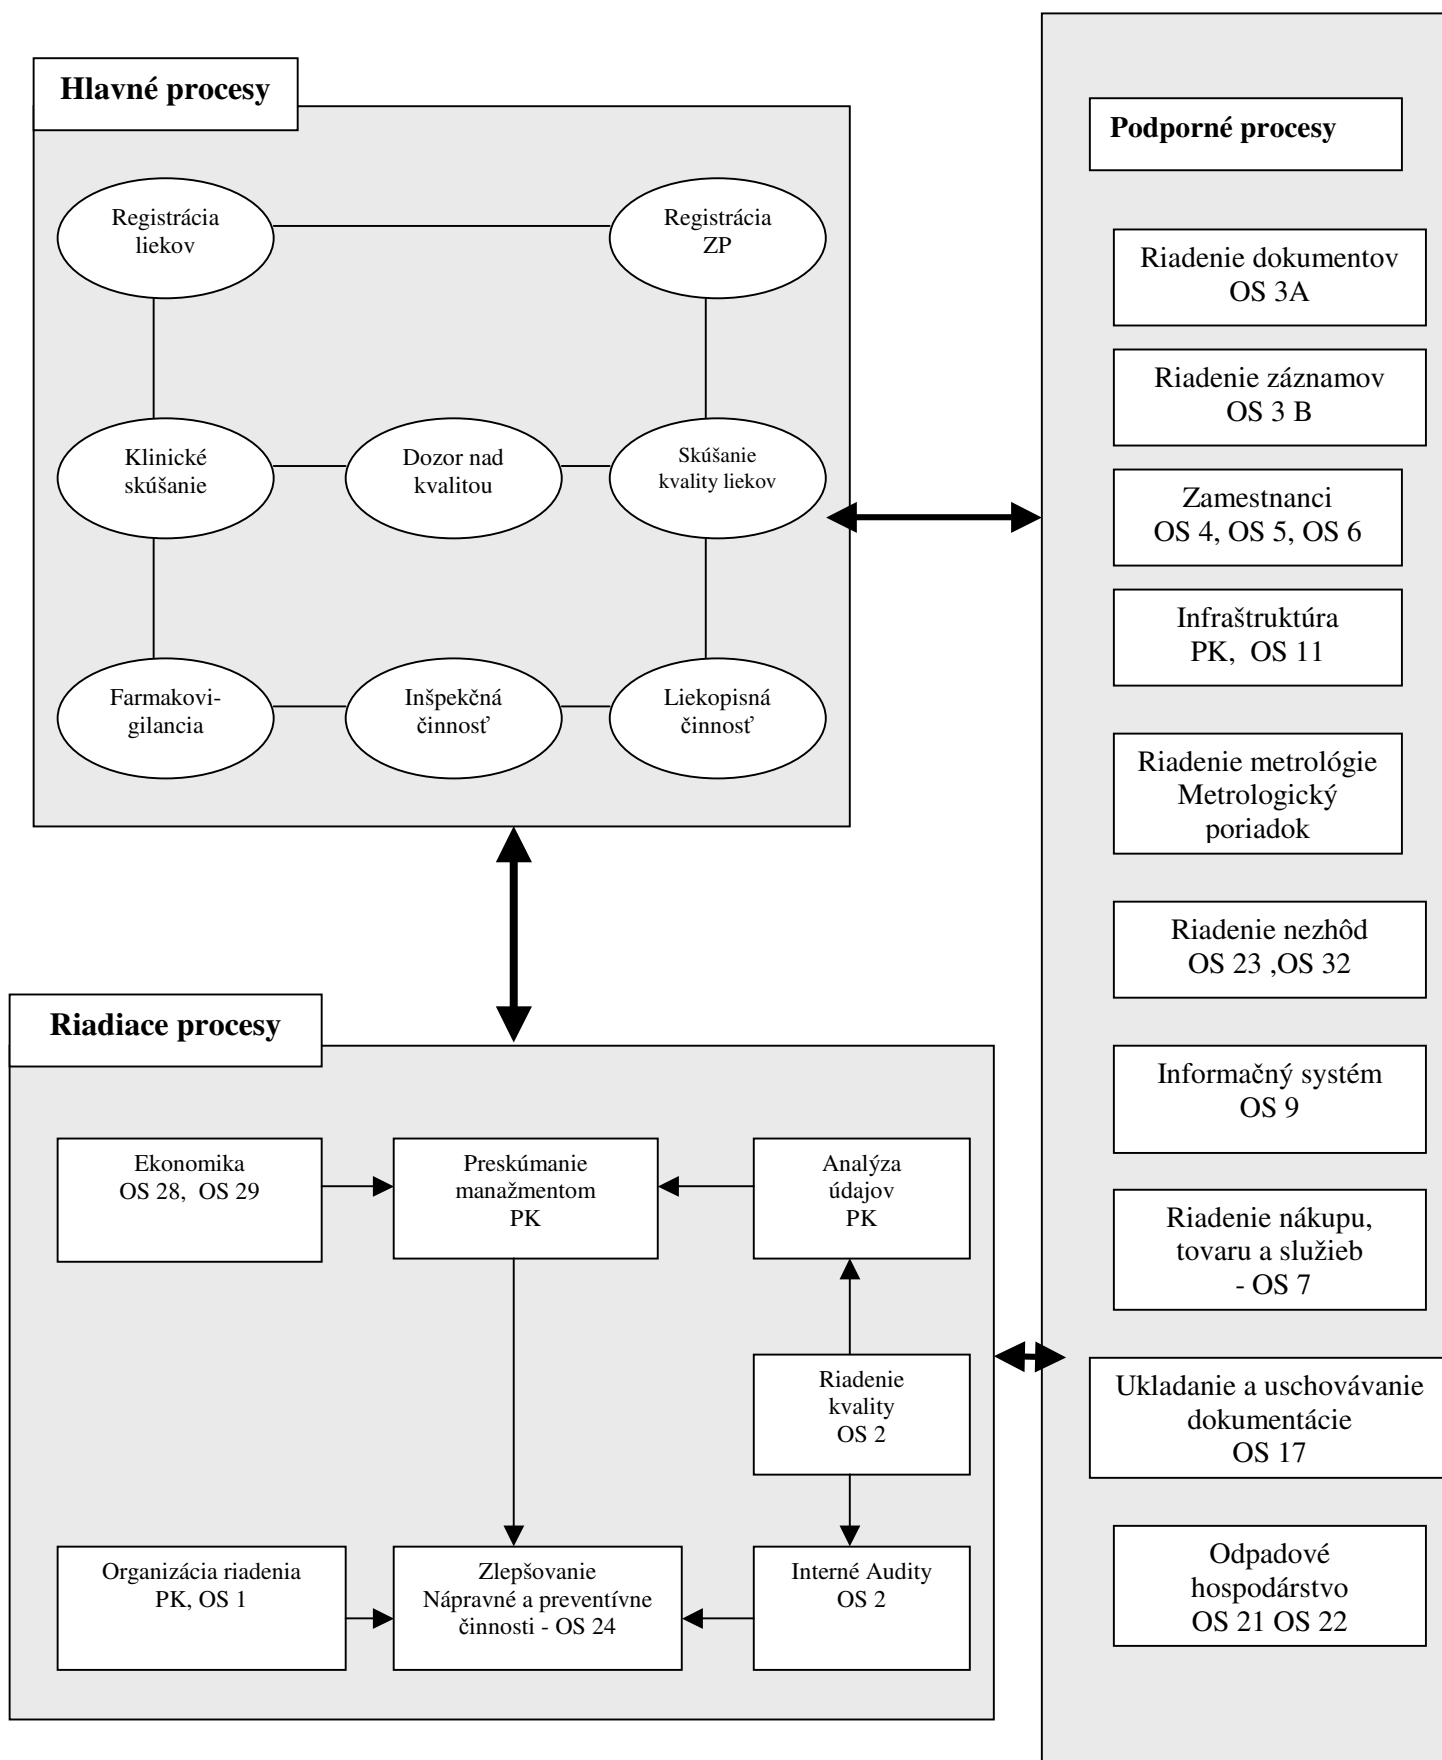 Hlavné procesy
Registrácia
liekov
Registrácia
ZP
Klinické
skúšanie
Dozor nad
kvalitou
Skúšanie
kvality liekov
Farmakovi-
gilancia
Inšpekčná
činnosť
Liekopisná
činnosť
Riadiace procesy
Ekonomika
OS 28, OS 29
Preskúmanie
manažmentom
PK
Analýza
údajov
PK
Riadenie
kvality
OS 2
Organizácia riadenia
PK, OS 1
Zlepšovanie
Nápravné a preventívne
činnosti - OS 24
Interné Audity
OS 2
Podporné procesy
Riadenie dokumentov
OS 3A
Riadenie záznamov
OS 3 B
Zamestnanci
OS 4, OS 5, OS 6
Infraštruktúra
PK, OS 11
Riadenie metrológie
Metrologický
poriadok
Riadenie nezhôd
OS 23 ,OS 32
Informačný systém
OS 9
Riadenie nákupu,
tovaru a služieb
- OS 7
Ukladanie a uschovávanie
dokumentácie
OS 17
Odpadové
hospodárstvo
OS 21 OS 22